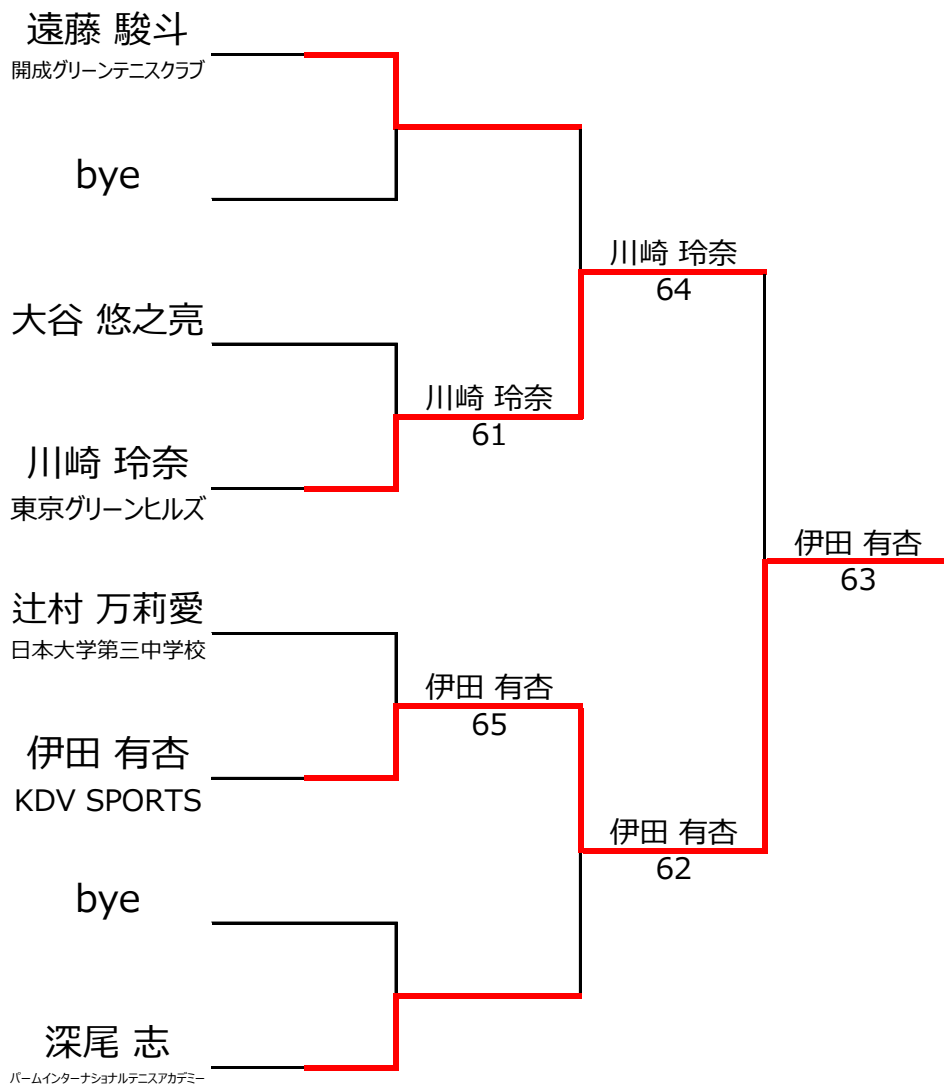 遠藤 駿斗
開成グリーンテニスクラブ
bye
大谷 悠之亮
川崎 玲奈
東京グリーンヒルズ
辻村 万莉愛
日本大学第三中学校
伊田 有杏
KDV SPORTS
bye
深尾 志
パームインターナショナルテニスアカデミー
川崎 玲奈
61
伊田 有杏
65
川崎 玲奈
64
伊田 有杏
62
伊田 有杏
63